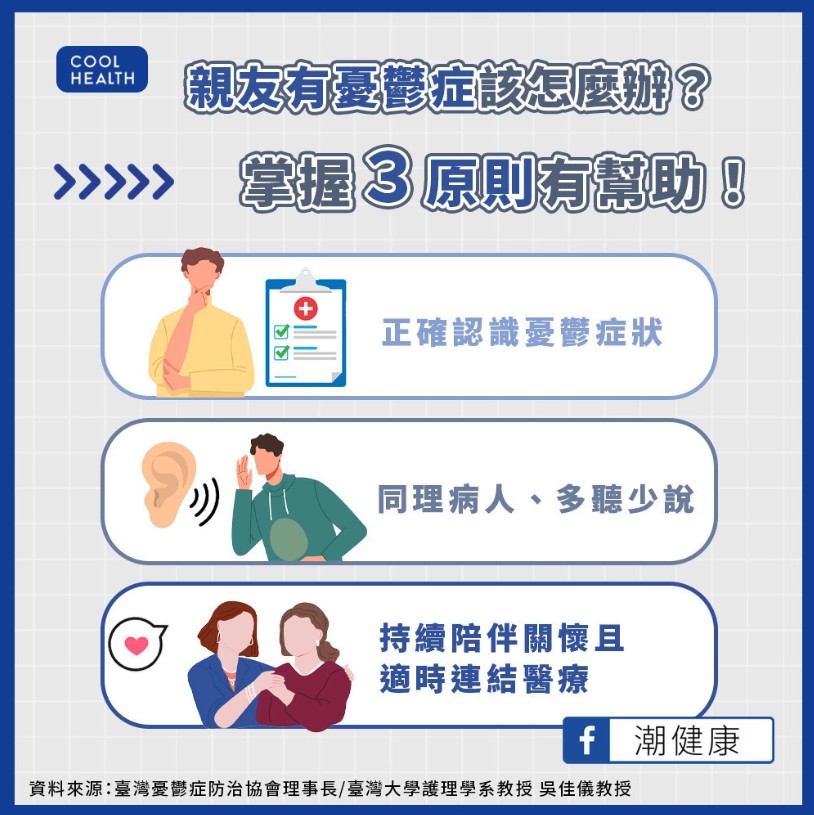 COOL
HEALTH
親友有憂鬱症該怎麼辦？
掌握3原則有幫助！
正確認識憂鬱症狀
同理病人、多聽少說
持續陪伴關懷且
適時連結醫療
f 潮健康
資料來源：臺灣憂鬱症防治協會理事長/臺灣大學護理學系教授 吳佳儀教授